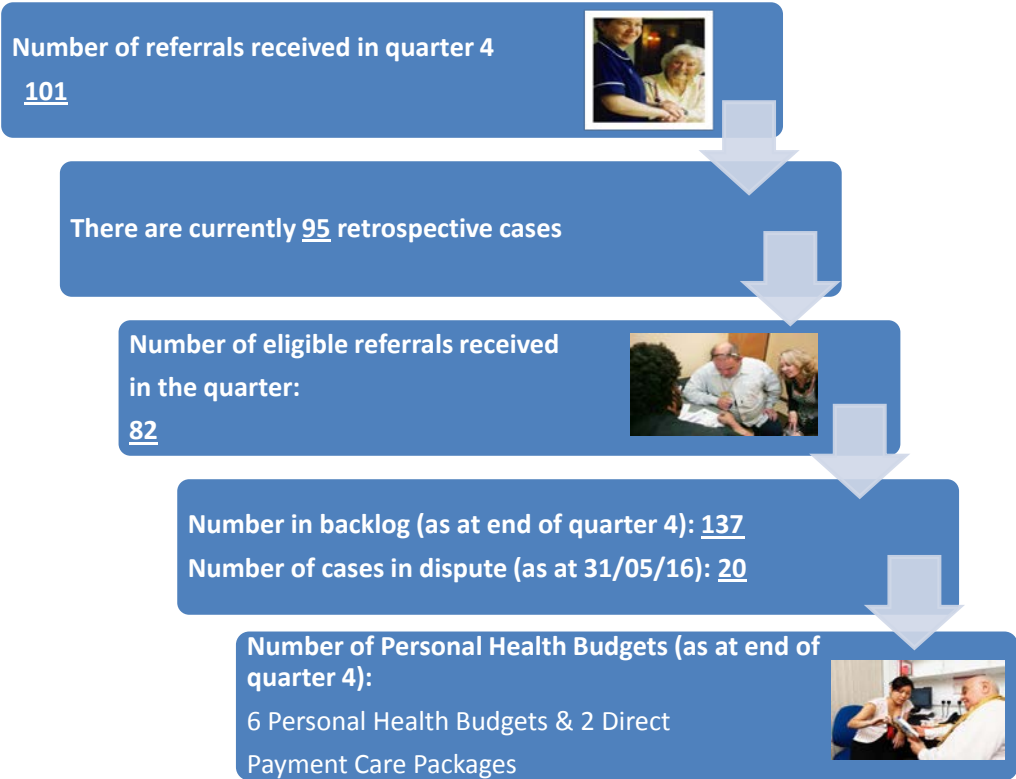 Number of referrals received in quarter 4
101
There are currently 95 retrospective cases
Number of eligible referrals received
in the quarter:
82
Number in backlog (as at end of quarter 4): 137
Number of cases in dispute (as at 31/05/16): 20
Number of Personal Health Budgets (as at end of
quarter 4):
6 Personal Health Budgets & 2 Direct
Payment Care Packages